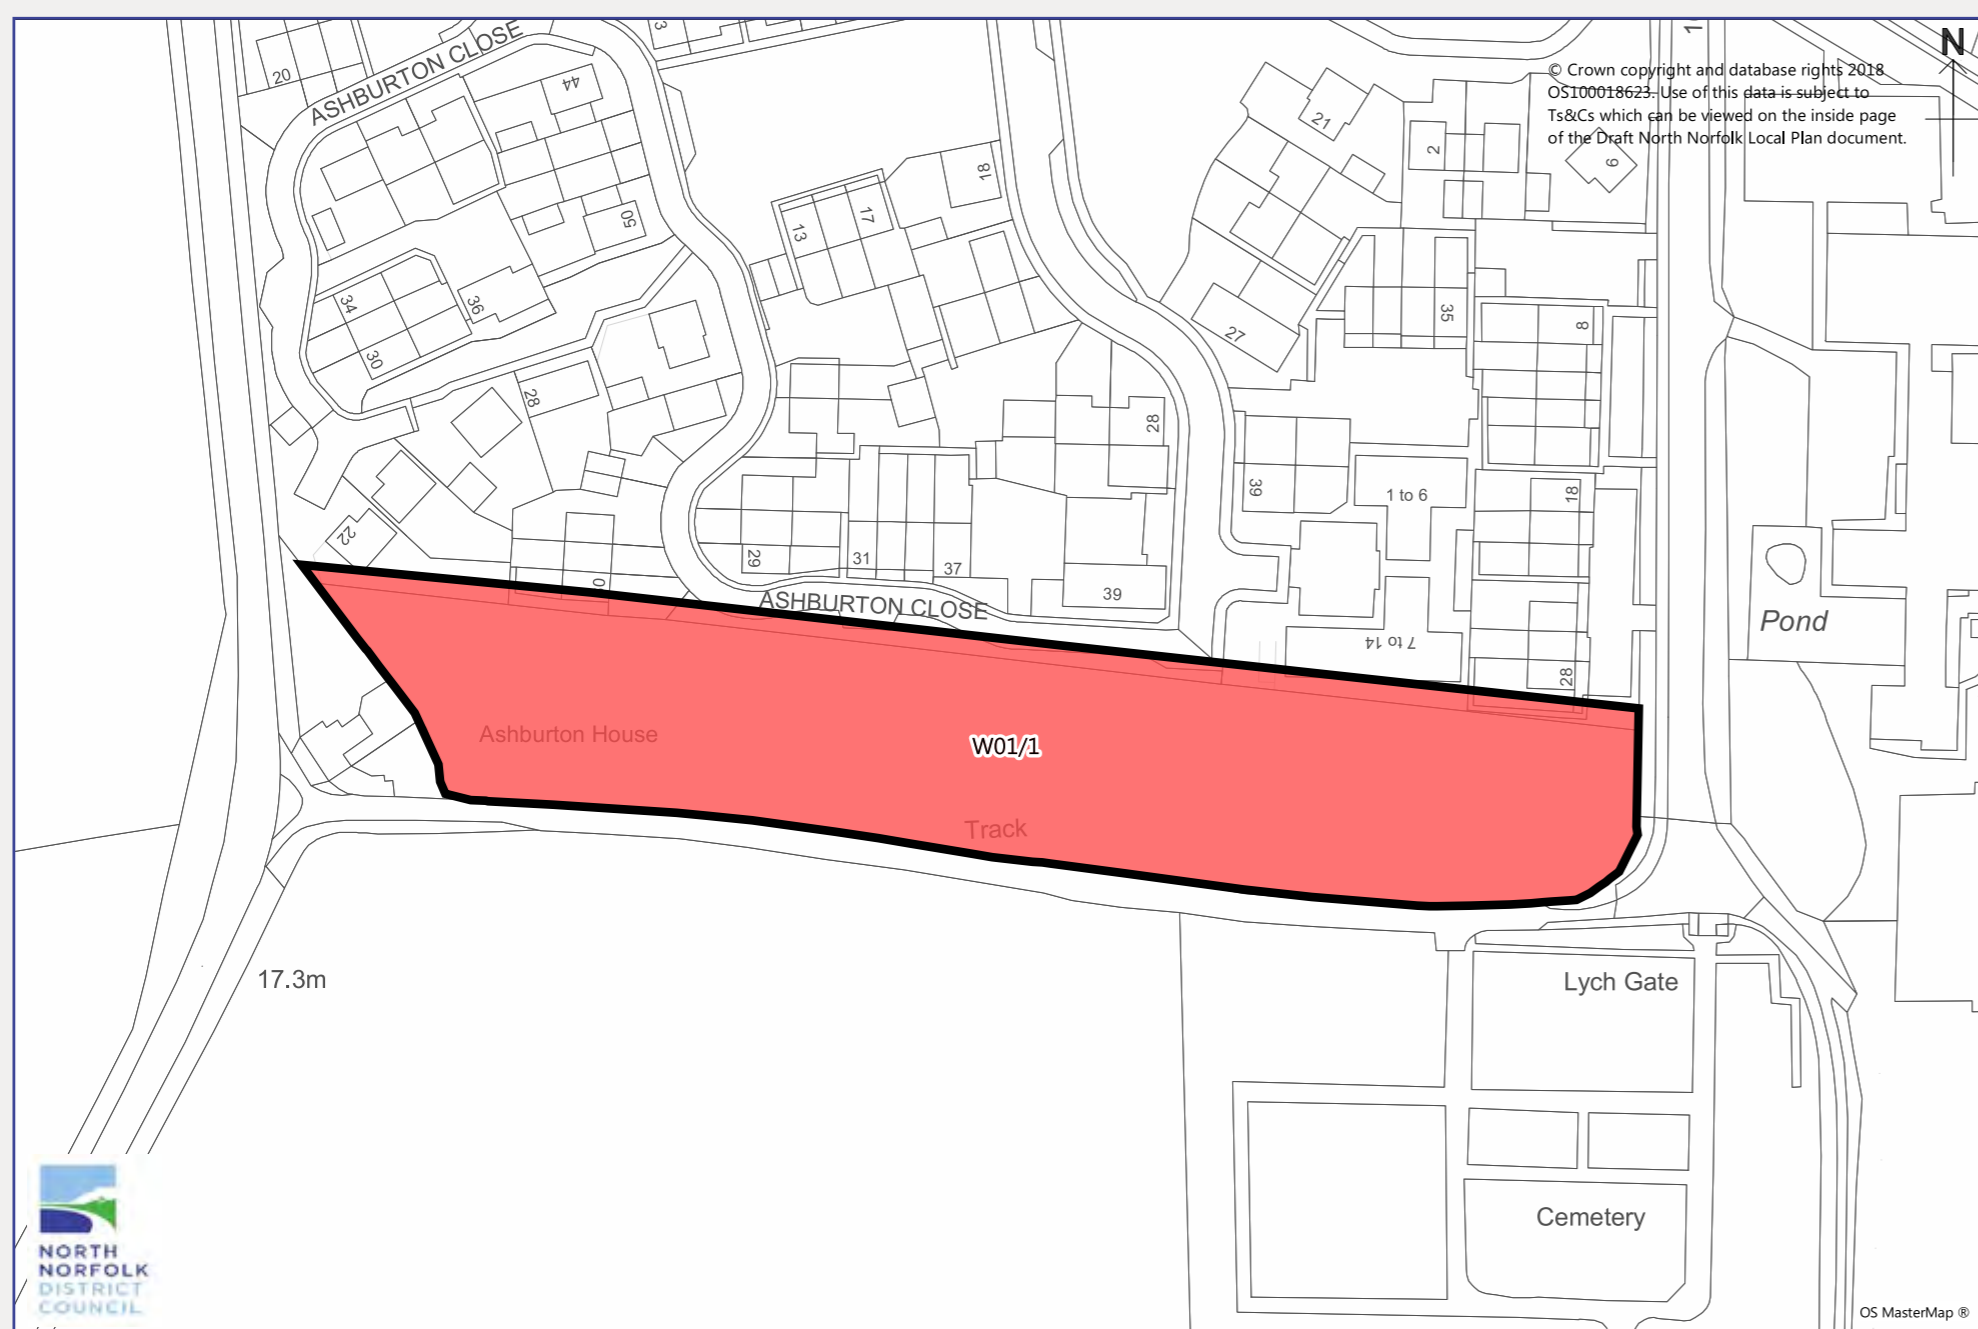 ASHBURTON CLOSE
20
44
3
1
N
© Crown copyright and database rights 2018
OS100018623. Use of this data is subject to
Ts&Cs which can be viewed on the inside page
of the Draft North Norfolk Local Plan document.
21
2
9
18
50
13
17
34
36
30
27
35
8
28
28
39
1 to 6
18
22
29
31
37
39
ASHBURTON CLOSE
7 to 14
28
Pond
Ashburton House
W01/1
Track
17.3m
Lych Gate
Cemetery
NORTH
NORFOLK
DISTRICT
COUNCIL
OS MasterMap ®